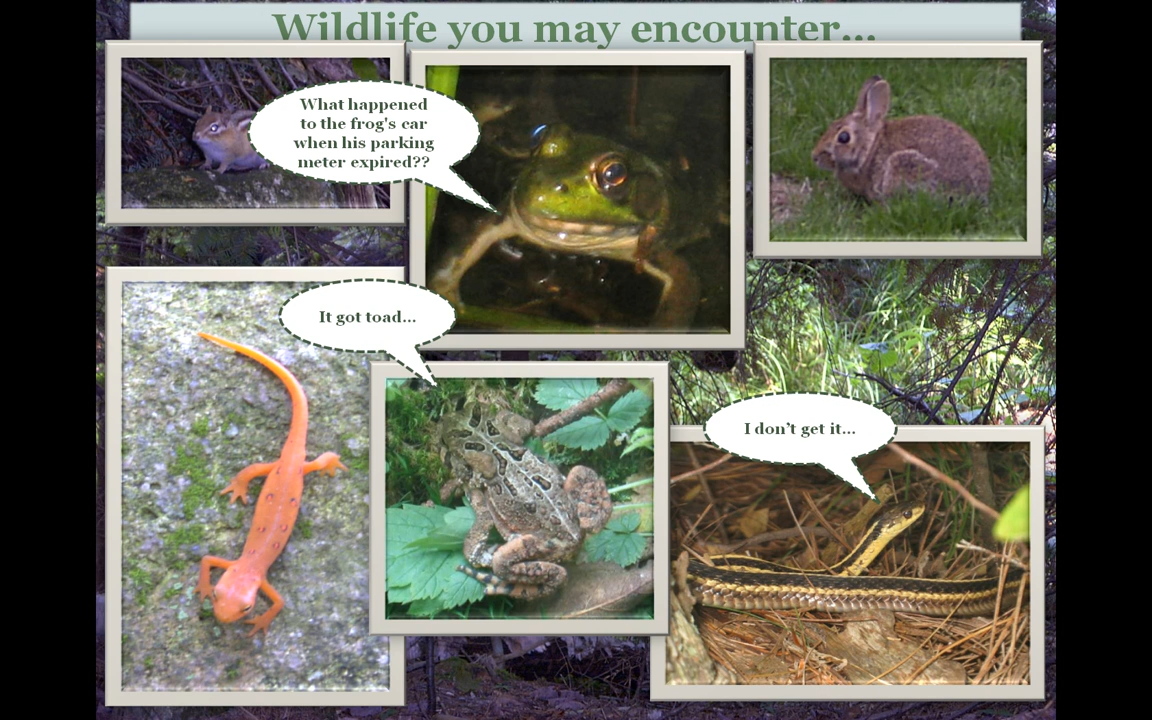 Wildlife you may encounter...
What happened
to the frog's car
when his parking
meter expired??
It got toad...
I don't get it...